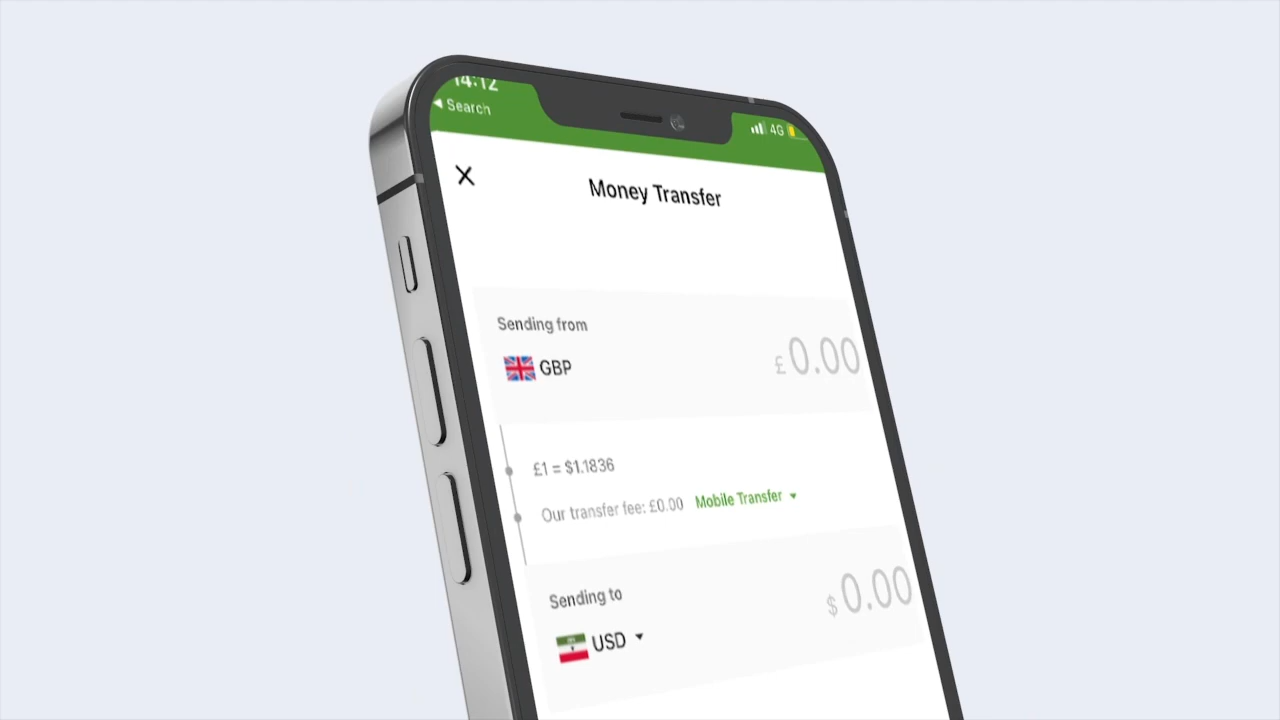 14:12
Search
4G
Money Transfer
Sending from
GBP
£0.00
£1 = $1.1836
Our transfer fee: £0.00 Mobile Transfer
Sending to
USD
$0.00